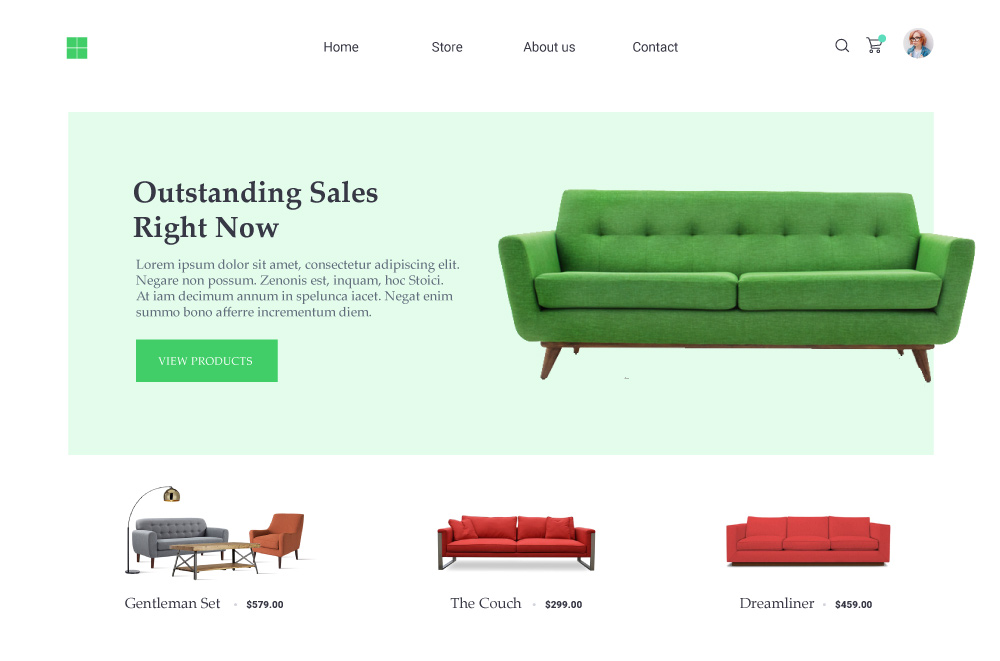 Home Store About us Contact
Outstanding Sales
Right Now
Lorem ipsum dolor sit amet, consectetur adipiscing elit.
Negare non possum. Zenonis est, inquam, hoc Stoici.
At iam decimum annum in spelunca iacet. Negat enim
summo bono afferre incrementum diem.
VIEW PRODUCTS
Gentleman Set $579.00 The Couch $299.00 Dreamliner $459.00